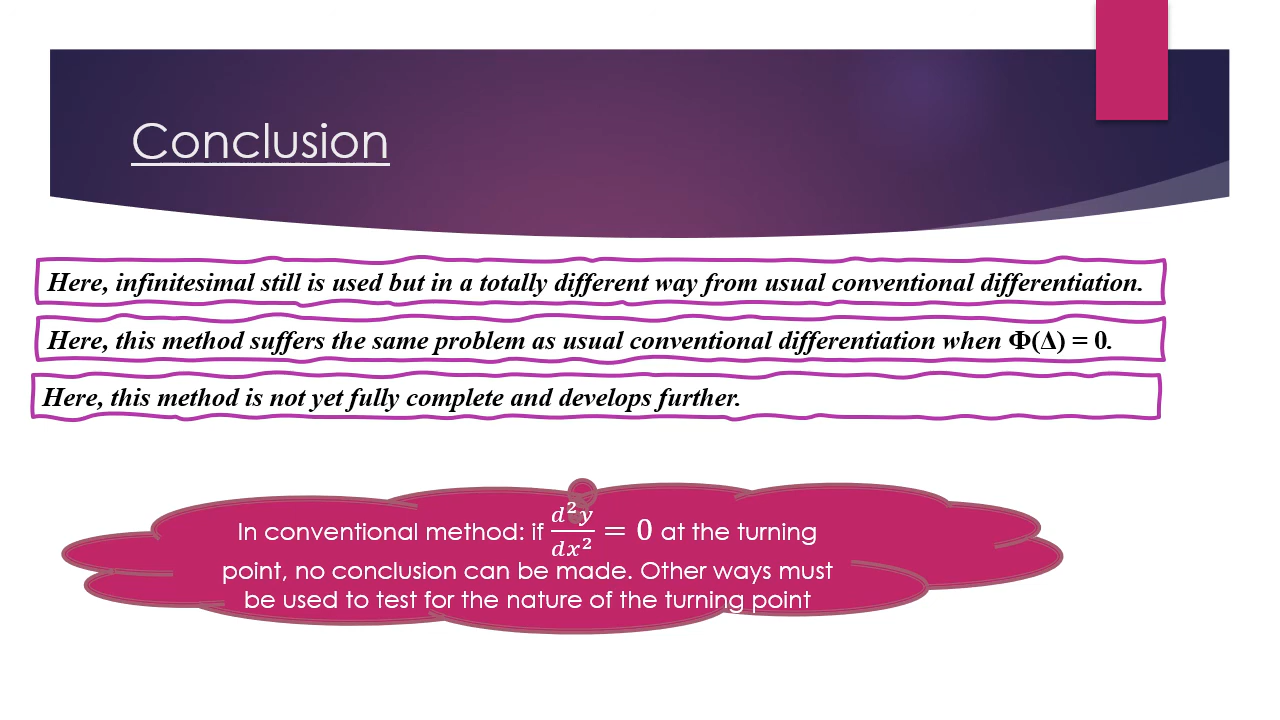 Conclusion
Here, infinitesimal still is used but in a totally different way from usual conventional differentiation.
Here, this method suffers the same problem as usual conventional differentiation when Φ(Δ) = 0.
Here, this method is not yet fully complete and develops further.
In conventional method: if d²y/dx² = 0 at the turning
point, no conclusion can be made. Other ways must
be used to test for the nature of the turning point